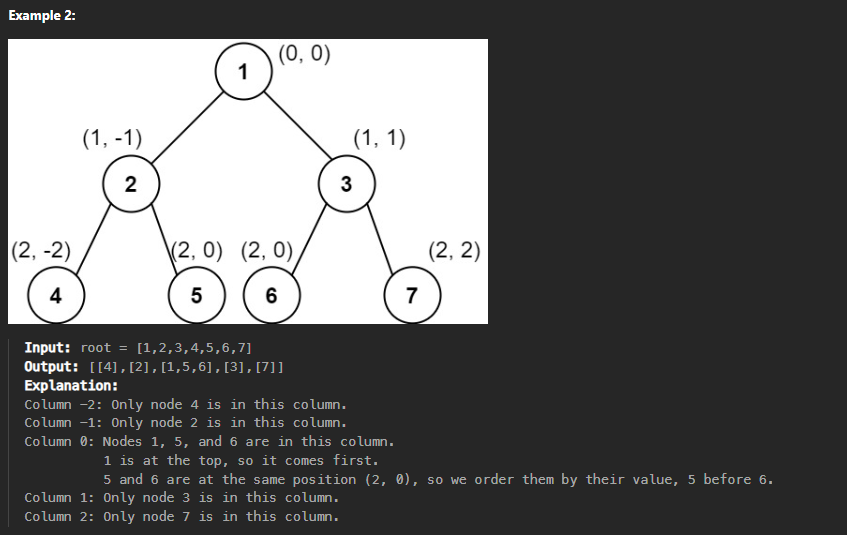 Example 2:
(0, 0)
1
(1, -1)
(1, 1)
2
3
(2, -2)
(2, 0)
(2, 0)
(2, 2)
4
5
6
7
Input: root = [1,2,3,4,5,6,7]
Output: [[4],[2],[1,5,6],[3],[7]]
Explanation:
Column -2: Only node 4 is in this column.
Column -1: Only node 2 is in this column.
Column 0: Nodes 1, 5, and 6 are in this column.
1 is at the top, so it comes first.
5 and 6 are at the same position (2, 0), so we order them by their value, 5 before 6.
Column 1: Only node 3 is in this column.
Column 2: Only node 7 is in this column.